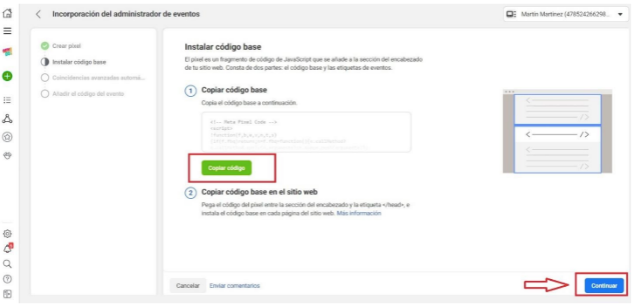 Incorporación del administrador de eventos
Martín Martínez (478524266298...
Crear píxel
Instalar código base
Coincidencias avanzadas automá...
Añadir el código del evento
Instalar código base
El píxel es un fragmento de código de JavaScript que se añade a la sección del encabezado
de tu sitio web. Consta de dos partes: el código base y las etiquetas de eventos.
1 Copiar código base
Copia el código base a continuación.
<!-- Meta Pixel Code -->
<script>
Copiar código
2 Copiar código base en el sitio web
Pega el código del píxel entre la sección del encabezado y la etiqueta </head>, e
instala el código base en cada página del sitio web. Más información
Cancelar
Enviar comentarios
Continuar